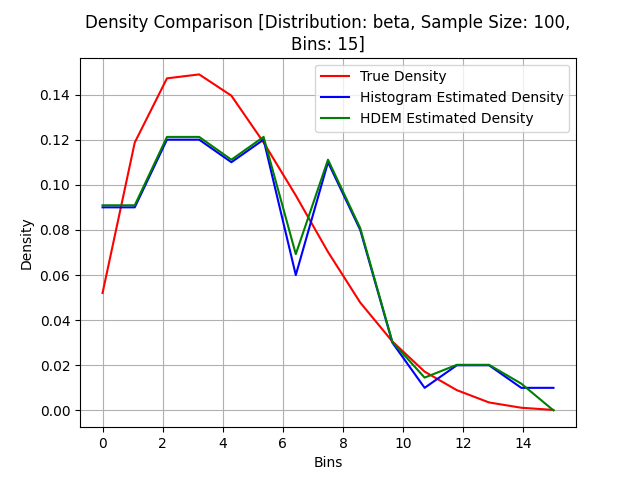 Density Comparison [Distribution: beta, Sample Size: 100,
Bins: 15]
True Density
Histogram Estimated Density
HDEM Estimated Density
Density
0.14
0.12
0.10
0.08
0.06
0.04
0.02
0.00
0 2 4 6 8 10 12 14
Bins